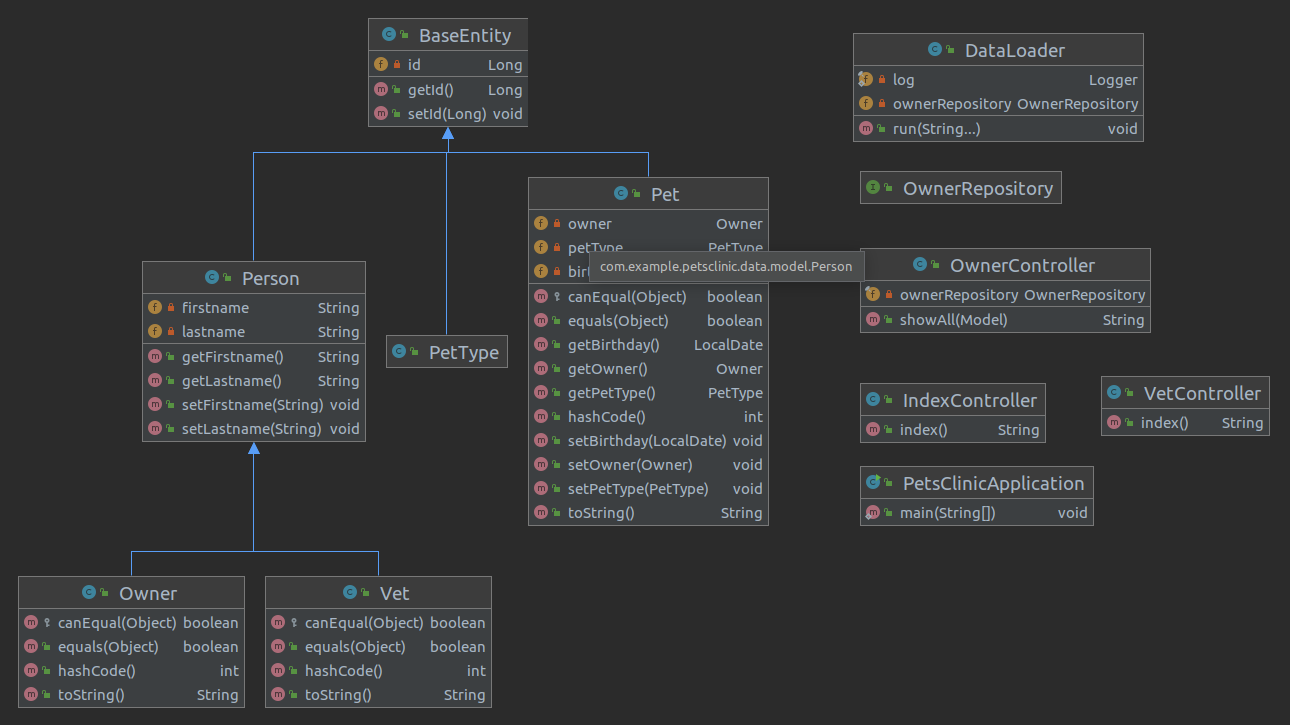 BaseEntity
id Long
getId() Long
setId(Long) void
DataLoader
log Logger
ownerRepository OwnerRepository
run(String...) void
OwnerRepository
Pet
owner Owner
petType PetType
com.example.petsclinic.data.model.Person
canEqual(Object) boolean
equals(Object) boolean
getBirthday() LocalDate
getOwner() Owner
getPetType() PetType
hashCode() int
setBirthday(LocalDate) void
setOwner(Owner) void
setPetType(PetType) void
toString() String
OwnerController
ownerRepository OwnerRepository
showAll(Model) String
Person
firstname String
lastname String
getFirstname() String
getLastname() String
setFirstname(String) void
setLastname(String) void
PetType
IndexController
index() String
VetController
index() String
PetsClinicApplication
main(String[]) void
Owner
canEqual(Object) boolean
equals(Object) boolean
hashCode() int
toString() String
Vet
canEqual(Object) boolean
equals(Object) boolean
hashCode() int
toString() String